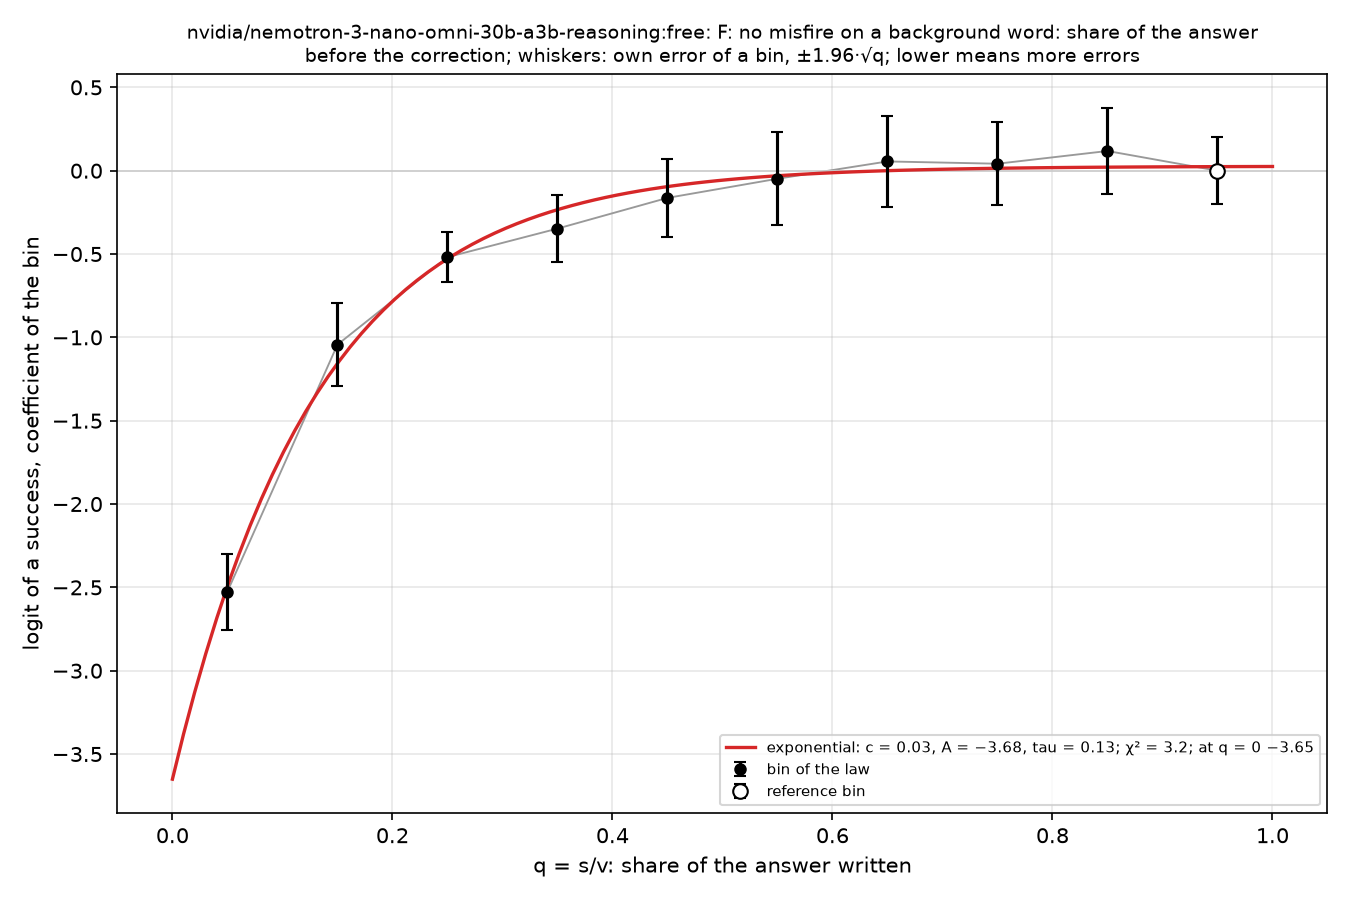 nvidia/nemotron-3-nano-omni-30b-a3b-reasoning:free: F: no misfire on a background word: share of the answer
before the correction; whiskers: own error of a bin, ±1.96·√q; lower means more errors
logit of a success, coefficient of the bin
0.5
0.0
−0.5
−1.0
−1.5
−2.0
−2.5
−3.0
−3.5
exponential: c = 0.03, A = −3.68, tau = 0.13; χ² = 3.2; at q = 0 −3.65
bin of the law
reference bin
0.0
0.2
0.4
0.6
0.8
1.0
q = s/v: share of the answer written